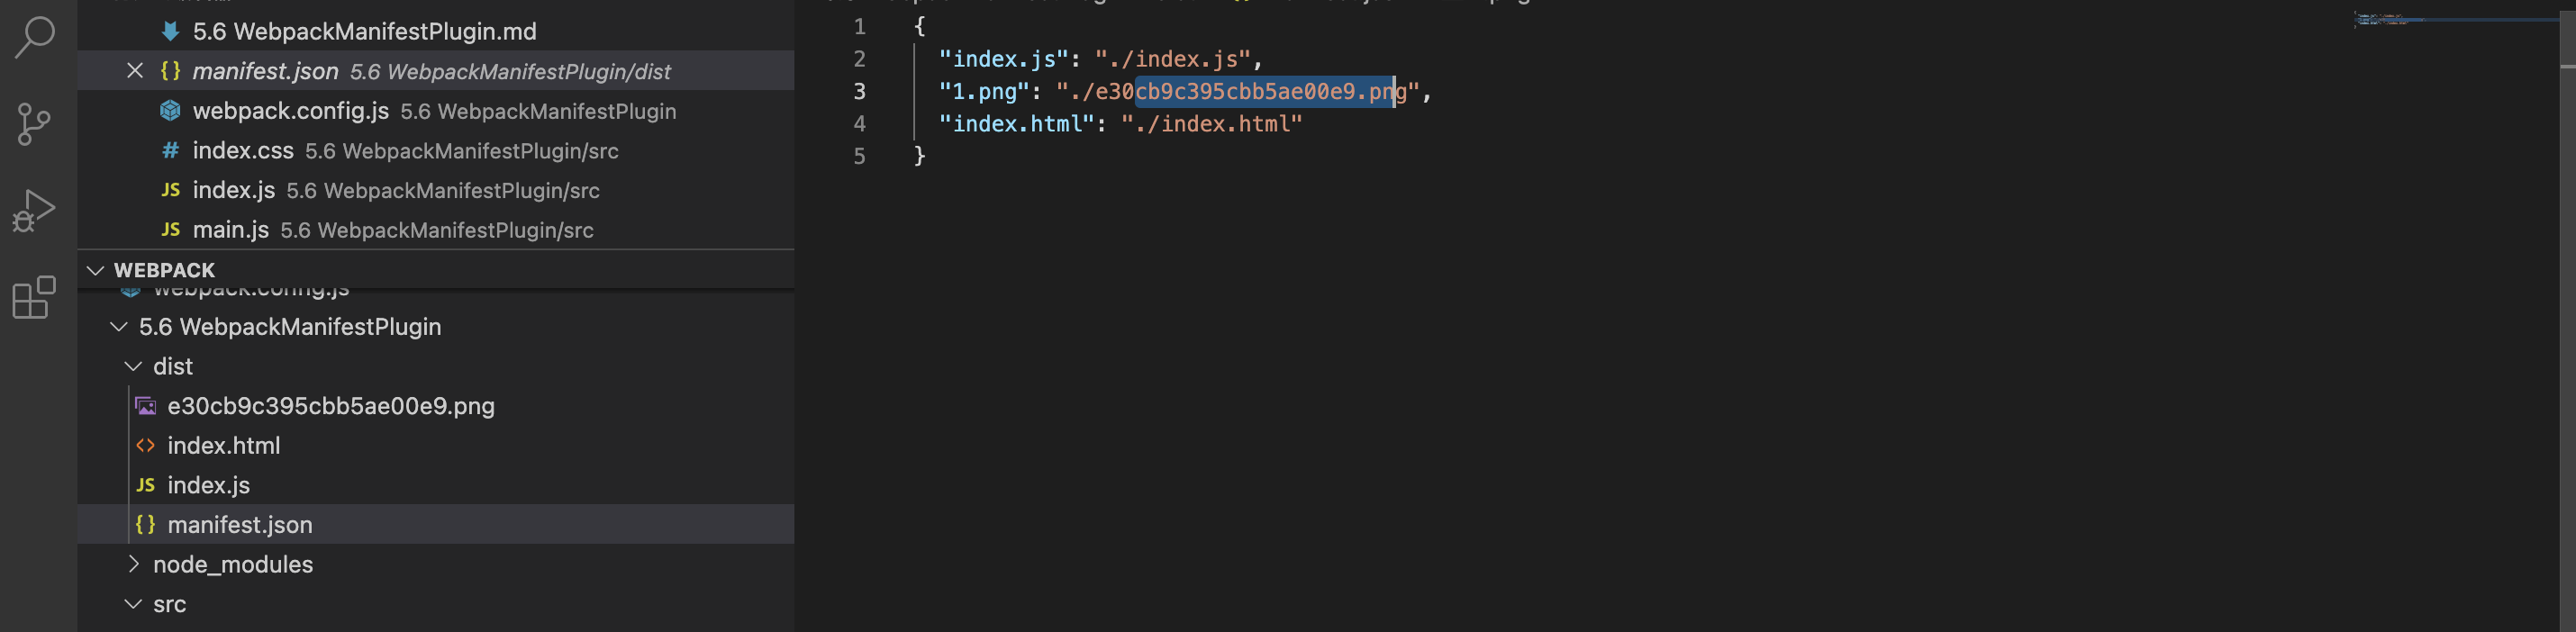 5.6 WebpackManifestPlugin.md
{} manifest.json 5.6 WebpackManifestPlugin/dist
webpack.config.js 5.6 WebpackManifestPlugin
# index.css 5.6 WebpackManifestPlugin/src
JS index.js 5.6 WebpackManifestPlugin/src
JS main.js 5.6 WebpackManifestPlugin/src
WEBPACK
webpack.config.js
5.6 WebpackManifestPlugin
dist
e30cb9c395cbb5ae00e9.png
<> index.html
JS index.js
{} manifest.json
node_modules
src
1 {
2 "index.js": "./index.js",
3 "1.png": "./e30cb9c395cbb5ae00e9.png",
4 "index.html": "./index.html"
5 }